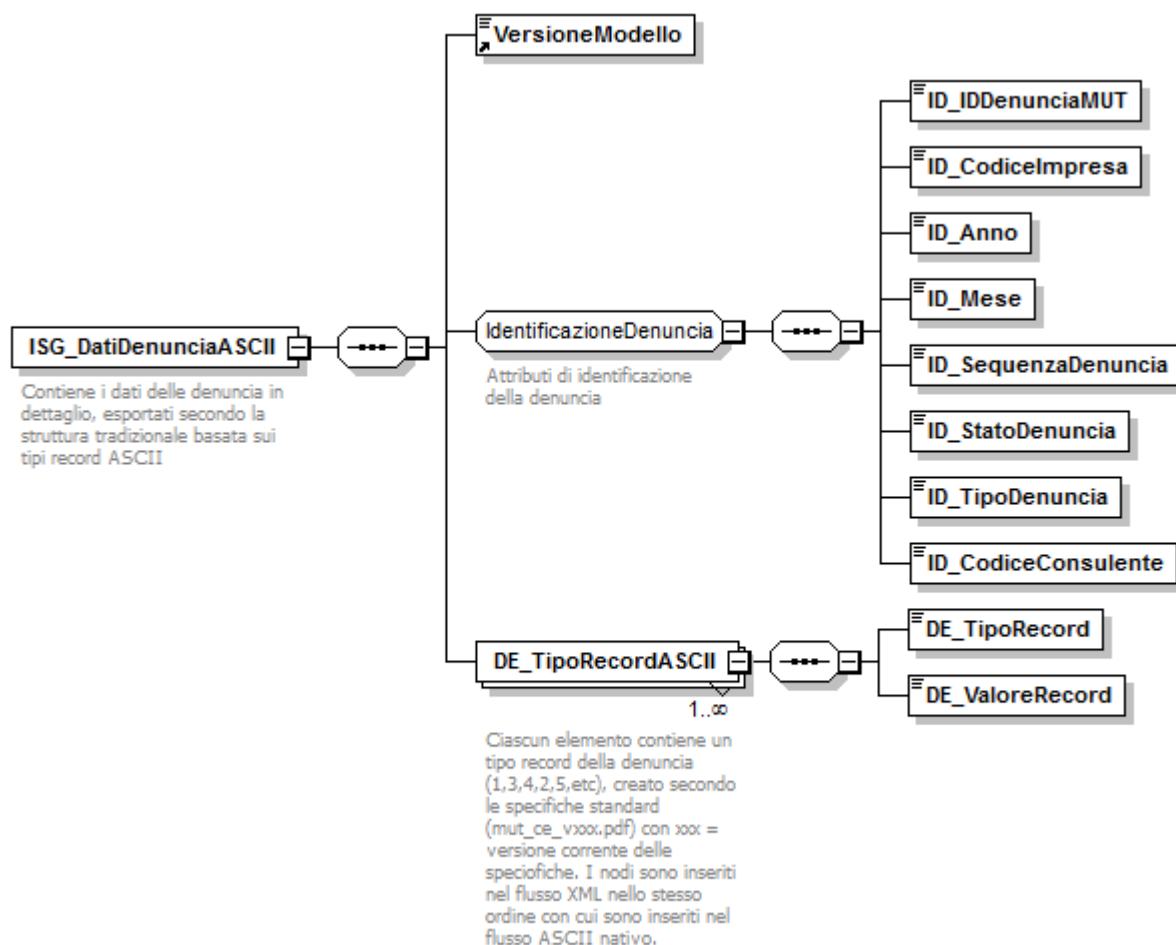 VersioneModello
ID_IDDenunciaMUT
ID_CodiceImpresa
ID_Anno
ID_Mese
ISG_DatiDenunciaASCII
IdentificazioneDenuncia
ID_SequenzaDenuncia
Contiene i dati delle denuncia in
dettaglio, esportati secondo la
struttura tradizionale basata sui
tipi record ASCII
Attributi di identificazione
della denuncia
ID_StatoDenuncia
ID_TipoDenuncia
ID_CodiceConsulente
DE_TipoRecordASCII
1..∞
DE_TipoRecord
DE_ValoreRecord
Ciascun elemento contiene un
tipo record della denuncia
(1,3,4,2,5,etc), creato secondo
le specifiche standard
(mut_ce_vxxx.pdf) con xxx =
versione corrente delle
speciofiche. I nodi sono inseriti
nel flusso XML nello stesso
ordine con cui sono inseriti nel
flusso ASCII nativo.